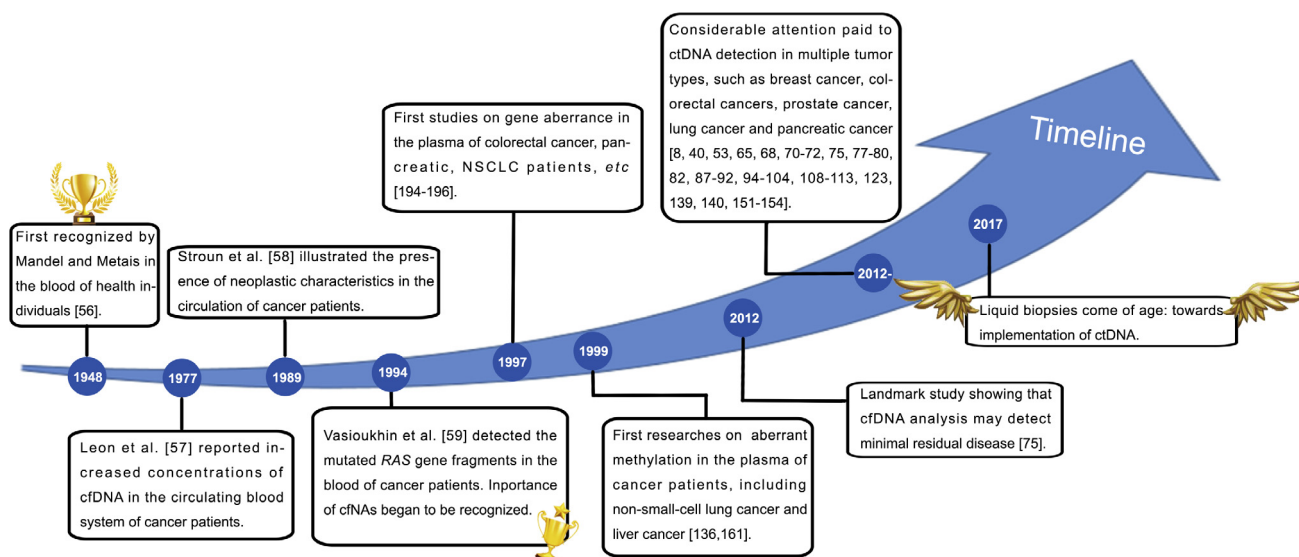 Considerable attention paid to
ctDNA detection in multiple tumor
types, such as breast cancer, col-
orectal cancers, prostate cancer,
lung cancer and pancreatic cancer
[8, 40, 53, 65, 68, 70-72, 75, 77-80,
82, 87-92, 94-104, 108-113, 123,
139, 140, 151-154].
Timeline
First studies on gene aberrance in
the plasma of colorectal cancer, pan-
creatic, NSCLC patients, etc
[194-196].
First recognized by
Mandel and Metais in
the blood of health in-
dividuals [56].
Stroun et al. [58] illustrated the pres-
ence of neoplastic characteristics in the
circulation of cancer patients.
1948
1977
1989
1994
1997
1999
2012
2012-
2017
Liquid biopsies come of age: towards
implementation of ctDNA.
Leon et al. [57] reported in-
creased concentrations of
cfDNA in the circulating blood
system of cancer patients.
Vasioukhin et al. [59] detected the
mutated RAS gene fragments in the
blood of cancer patients. Importance
of cfNAs began to be recognized.
First researches on aberrant
methylation in the plasma of
cancer patients, including
non-small-cell lung cancer and
liver cancer [136,161].
Landmark study showing that
cfDNA analysis may detect
minimal residual disease [75].